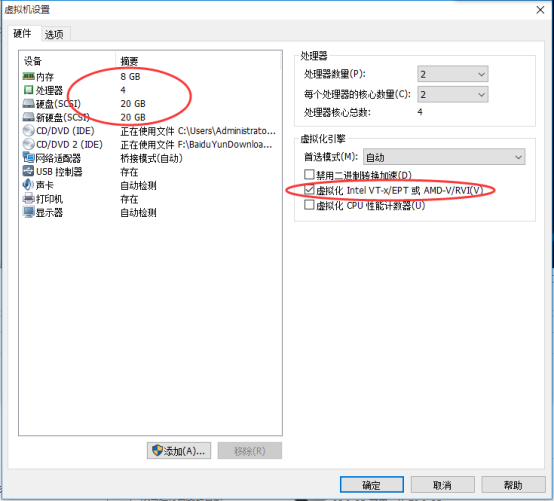 虚拟机设置
硬件 选项
设备 摘要
内存 8 GB
处理器 4
硬盘(SCSI) 20 GB
新硬盘(SCSI) 20 GB
CD/DVD (IDE) 正在使用文件 C:\Users\Administrato...
CD/DVD 2 (IDE) 正在使用文件 F:\BaiduYunDownloa...
网络适配器 桥接模式(自动)
USB 控制器 存在
声卡 自动检测
打印机 存在
显示器 自动检测
添加(A)... 移除(R)
处理器
处理器数量(P): 2
每个处理器的核心数量(C): 2
处理器核心总数: 4
虚拟化引擎
首选模式(M): 自动
禁用二进制转换加速(D)
虚拟化 Intel VT-x/EPT 或 AMD-V/RVI(V)
虚拟化 CPU 性能计数器(U)
确定 取消 帮助